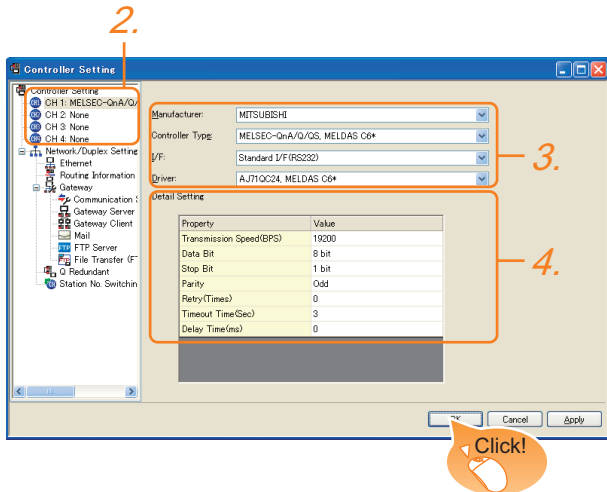 2.
Controller Setting
Controller Setting
CH 1: MELSEC-QnA/Q/
CH 2: None
CH 3: None
CH 4: None
Network/Duplex Setting
Ethernet
Routing Information
Gateway
Communication S
Gateway Server
Gateway Client
Mail
FTP Server
File Transfer (F
Q Redundant
Station No. Switchin
Manufacturer: MITSUBISHI
Controller Type: MELSEC-QnA/Q/QS, MELDAS C6*
I/F: Standard I/F(RS232)
Driver: AJ71QC24, MELDAS C6*
3.
Detail Setting
Property Value
Transmission Speed(BPS) 19200
Data Bit 8 bit
Stop Bit 1 bit
Parity Odd
Retry(Times) 0
Timeout Time(Sec) 3
Delay Time(ms) 0
4.
OK Cancel Apply
Click!